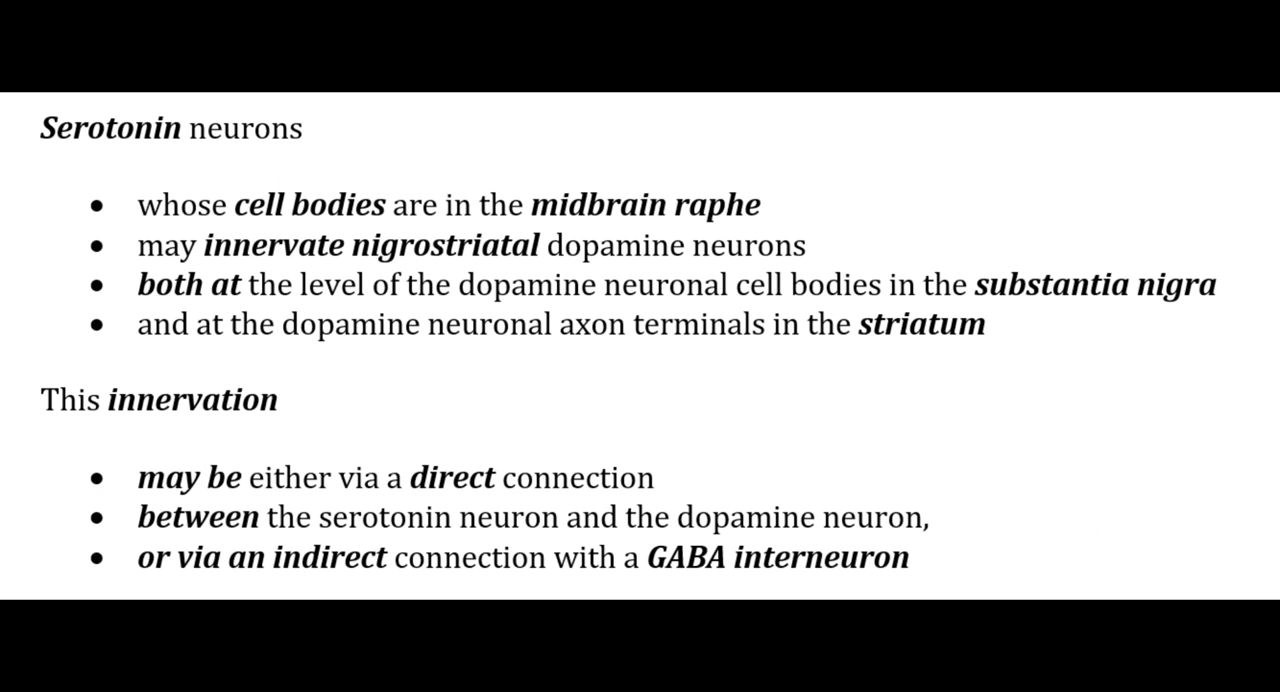 Serotonin neurons
• whose cell bodies are in the midbrain raphe
• may innervate nigrostriatal dopamine neurons
• both at the level of the dopamine neuronal cell bodies in the substantia nigra
• and at the dopamine neuronal axon terminals in the striatum
This innervation
• may be either via a direct connection
• between the serotonin neuron and the dopamine neuron,
• or via an indirect connection with a GABA interneuron